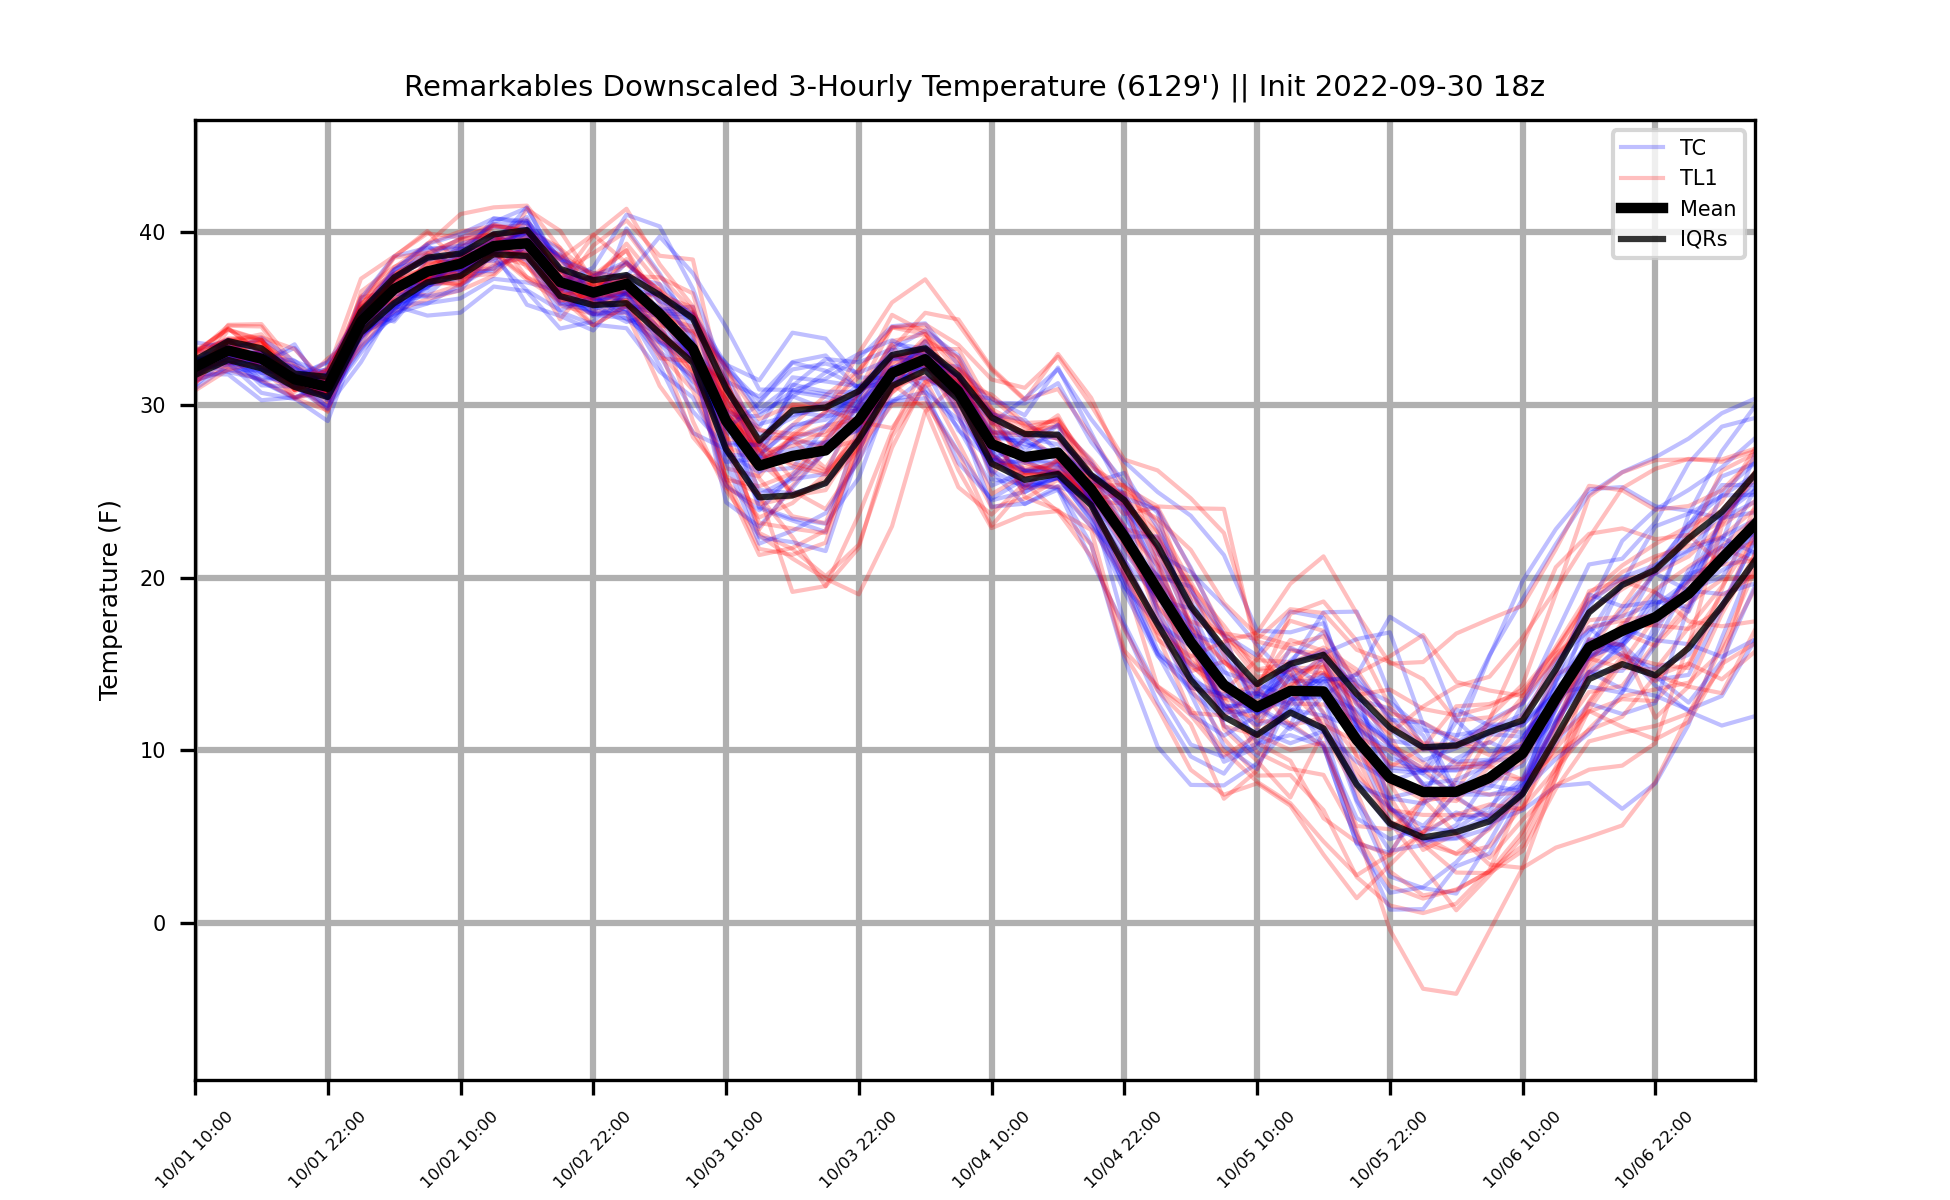 Remarkables Downscaled 3-Hourly Temperature (6129') || Init 2022-09-30 18z
TC
TL1
Mean
IQRs
Temperature (F)
40
30
20
10
0
10/01 10:00
10/01 22:00
10/02 10:00
10/02 22:00
10/03 10:00
10/03 22:00
10/04 10:00
10/04 22:00
10/05 10:00
10/05 22:00
10/06 10:00
10/06 22:00